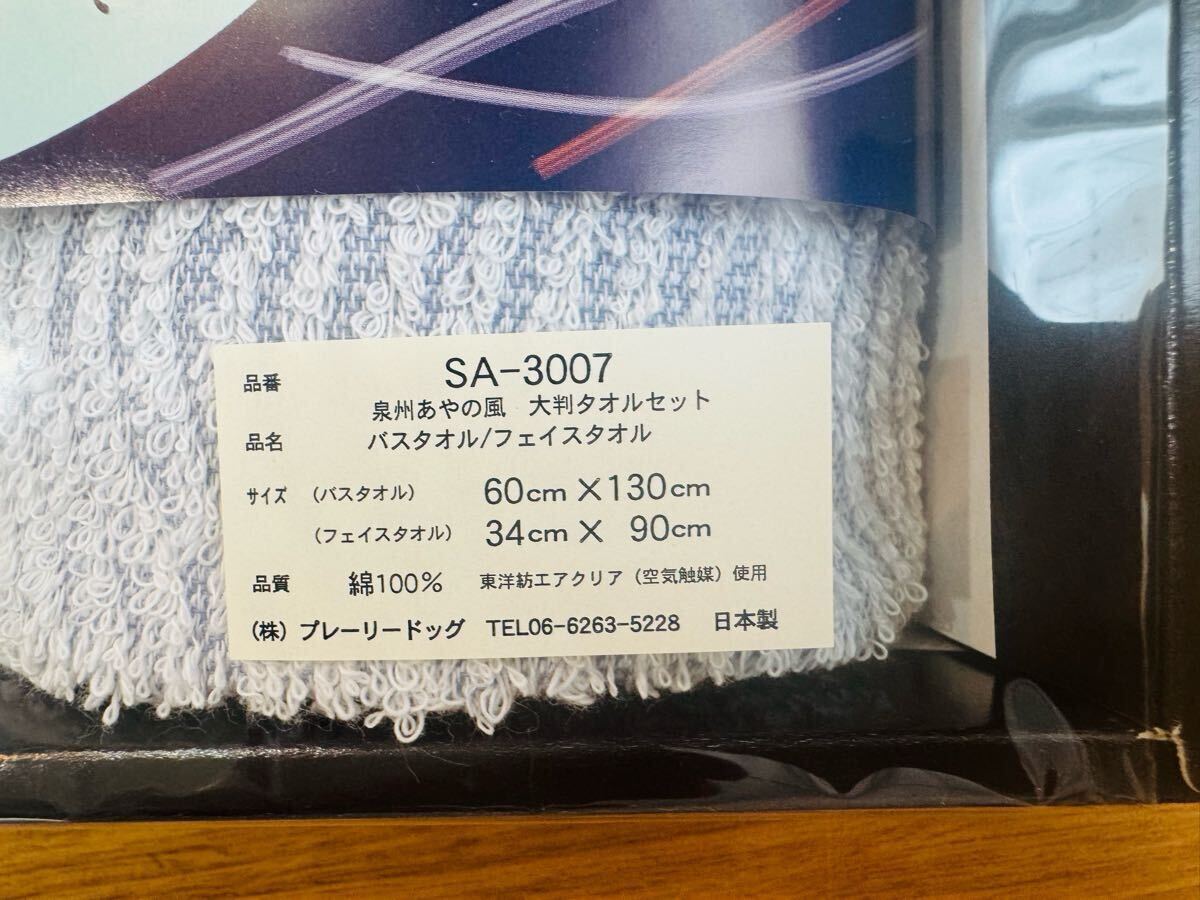 品番 SA-3007
泉州あやの風 大判タオルセット
品名 バスタオル/フェイスタオル
サイズ (バスタオル) 60cm×130cm
(フェイスタオル) 34cm× 90cm
品質 綿100% 東洋紡エアクリア(空気触媒)使用
(株)プレーリードッグ TEL06-6263-5228 日本製